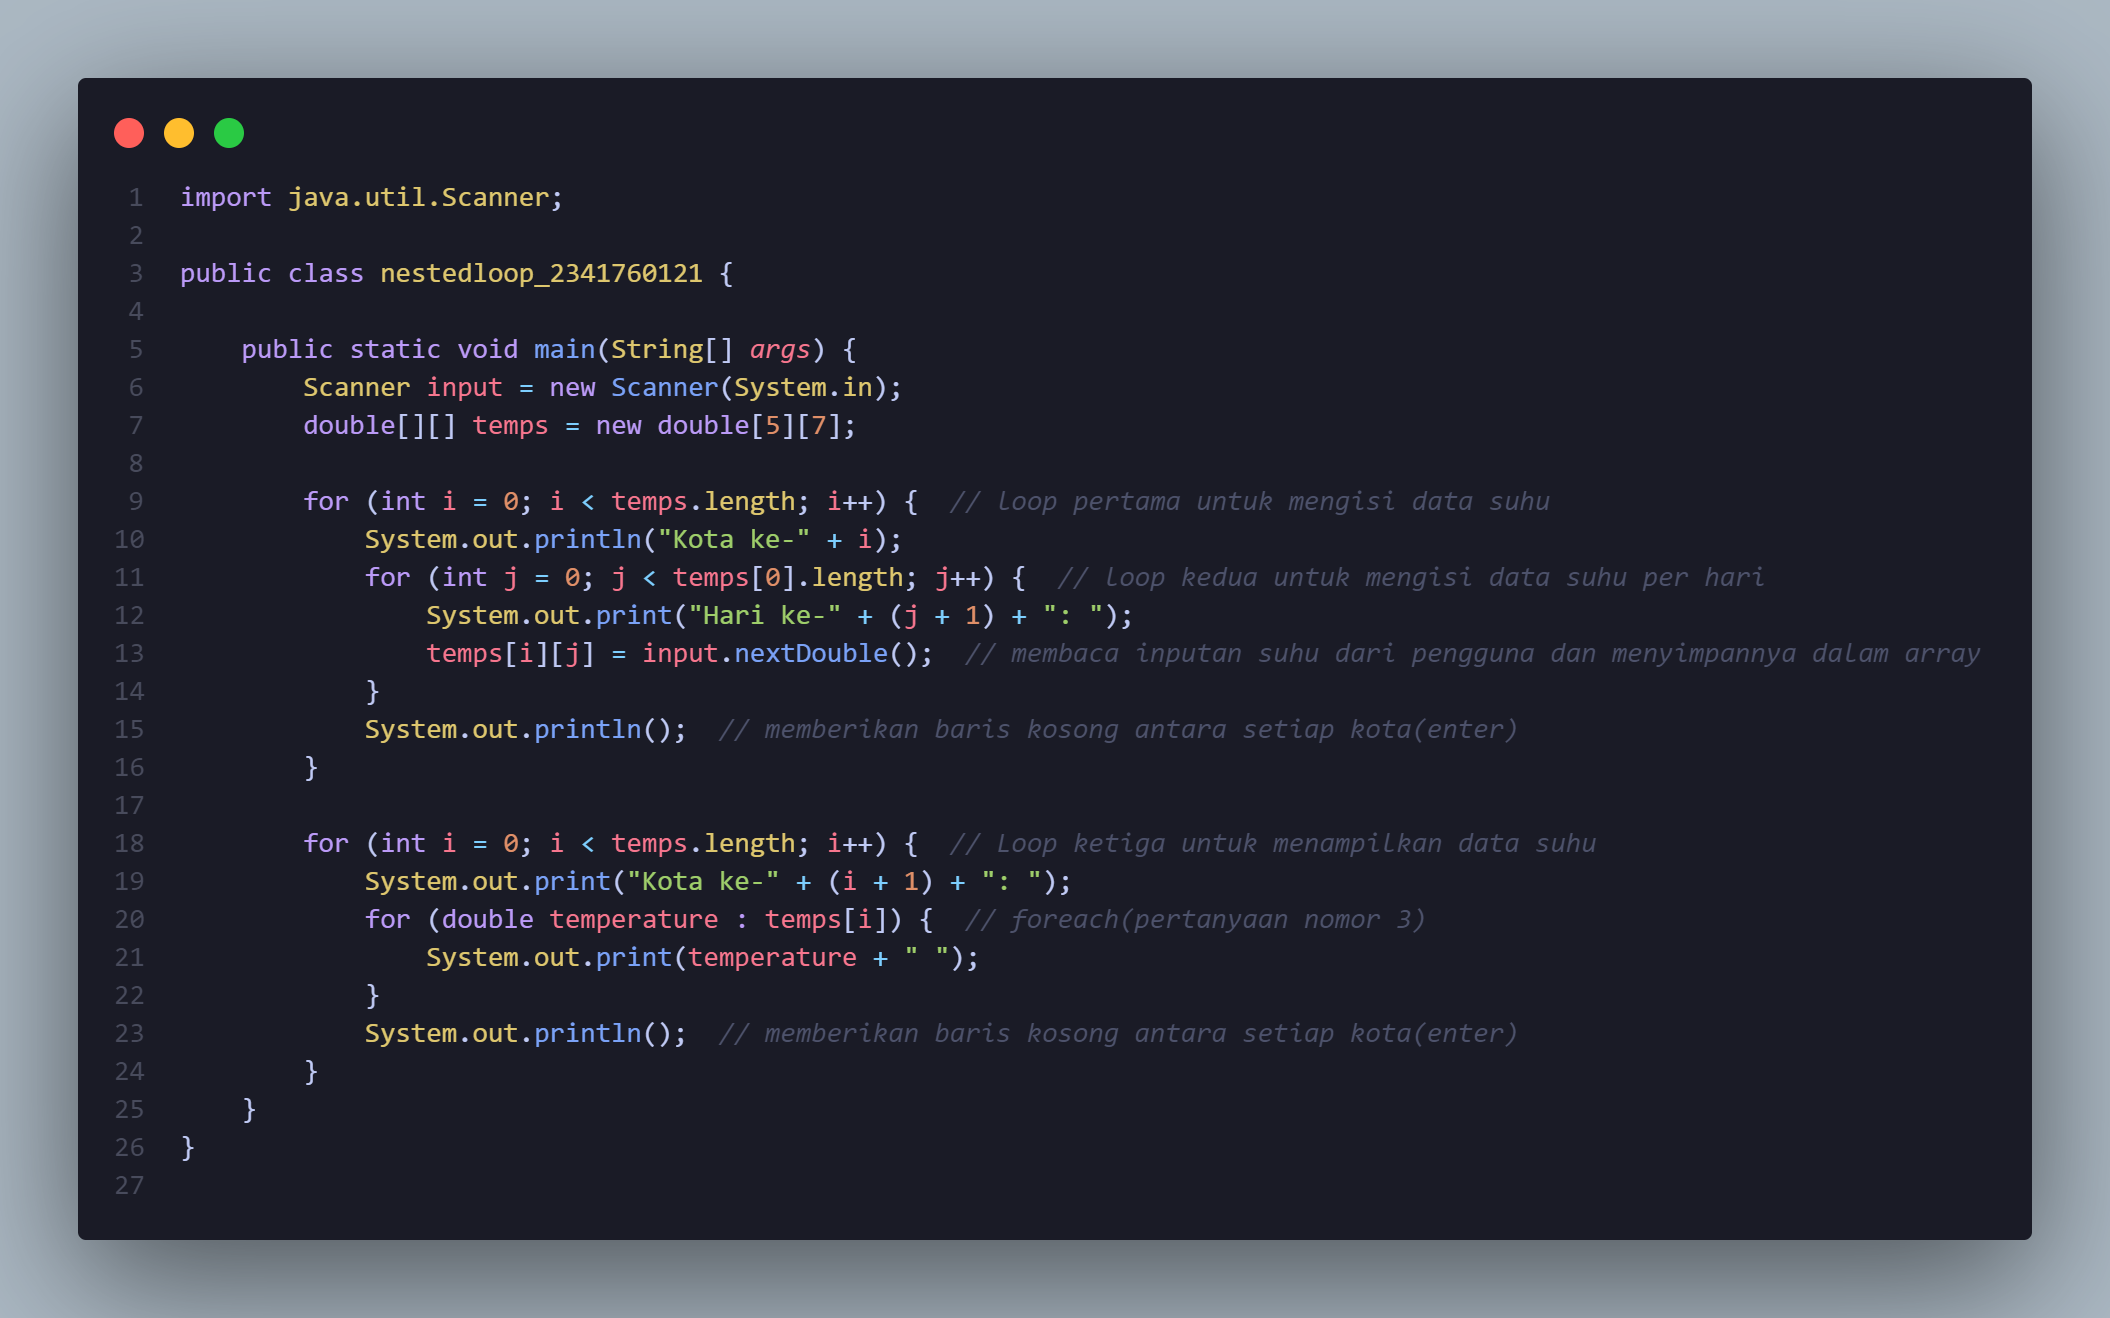 1 import java.util.Scanner;
2
3 public class nestedloop_2341760121 {
4
5     public static void main(String[] args) {
6         Scanner input = new Scanner(System.in);
7         double[][] temps = new double[5][7];
8
9         for (int i = 0; i < temps.length; i++) {  // loop pertama untuk mengisi data suhu
10             System.out.println("Kota ke-" + i);
11             for (int j = 0; j < temps[0].length; j++) {  // loop kedua untuk mengisi data suhu per hari
12                 System.out.print("Hari ke-" + (j + 1) + ": ");
13                 temps[i][j] = input.nextDouble();  // membaca inputan suhu dari pengguna dan menyimpannya dalam array
14             }
15             System.out.println();  // memberikan baris kosong antara setiap kota(enter)
16         }
17
18         for (int i = 0; i < temps.length; i++) {  // Loop ketiga untuk menampilkan data suhu
19             System.out.print("Kota ke-" + (i + 1) + ": ");
20             for (double temperature : temps[i]) {  // foreach(pertanyaan nomor 3)
21                 System.out.print(temperature + " ");
22             }
23             System.out.println();  // memberikan baris kosong antara setiap kota(enter)
24         }
25     }
26 }
27